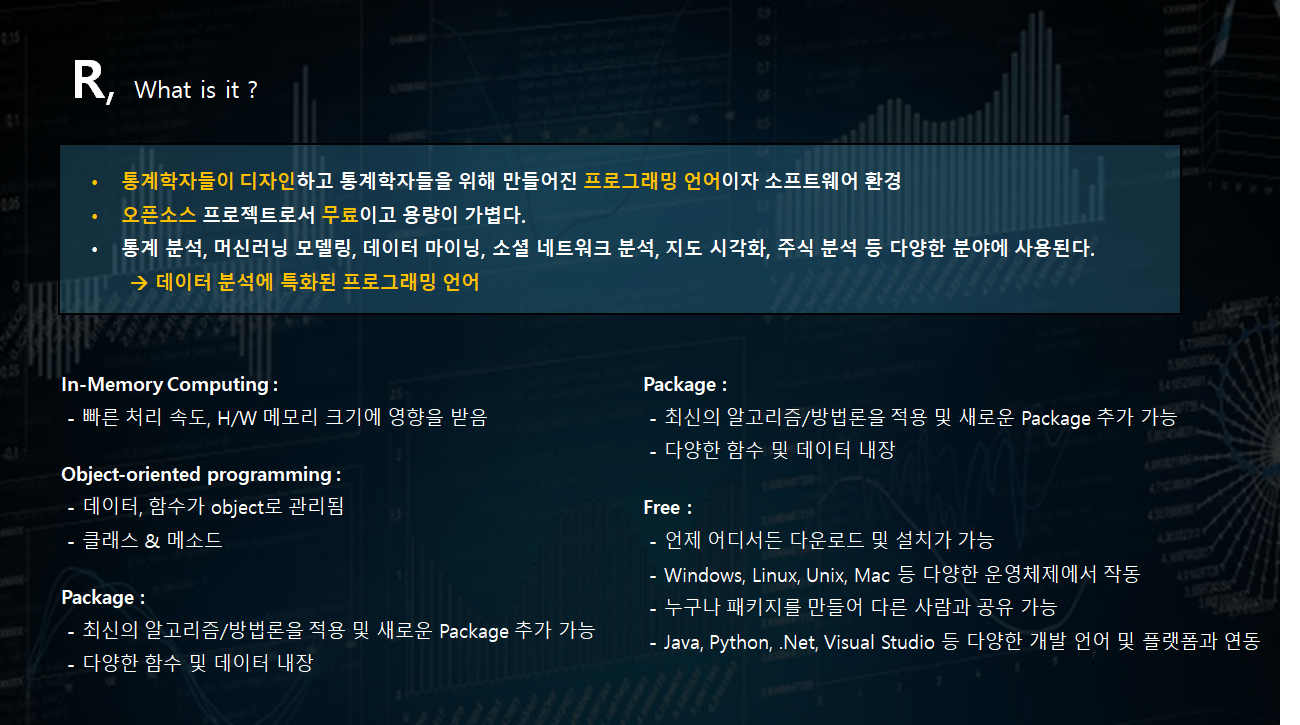 R, What is it ?
• 통계학자들이 디자인하고 통계학자들을 위해 만들어진 프로그래밍 언어이자 소프트웨어 환경
• 오픈소스 프로젝트로서 무료이고 용량이 가볍다.
• 통계 분석, 머신러닝 모델링, 데이터 마이닝, 소셜 네트워크 분석, 지도 시각화, 주식 분석 등 다양한 분야에 사용된다.
→ 데이터 분석에 특화된 프로그래밍 언어
In-Memory Computing :
- 빠른 처리 속도, H/W 메모리 크기에 영향을 받음
Object-oriented programming :
- 데이터, 함수가 object로 관리됨
- 클래스 & 메소드
Package :
- 최신의 알고리즘/방법론을 적용 및 새로운 Package 추가 가능
- 다양한 함수 및 데이터 내장
Package :
- 최신의 알고리즘/방법론을 적용 및 새로운 Package 추가 가능
- 다양한 함수 및 데이터 내장
Free :
- 언제 어디서든 다운로드 및 설치가 가능
- Windows, Linux, Unix, Mac 등 다양한 운영체제에서 작동
- 누구나 패키지를 만들어 다른 사람과 공유 가능
- Java, Python, .Net, Visual Studio 등 다양한 개발 언어 및 플랫폼과 연동